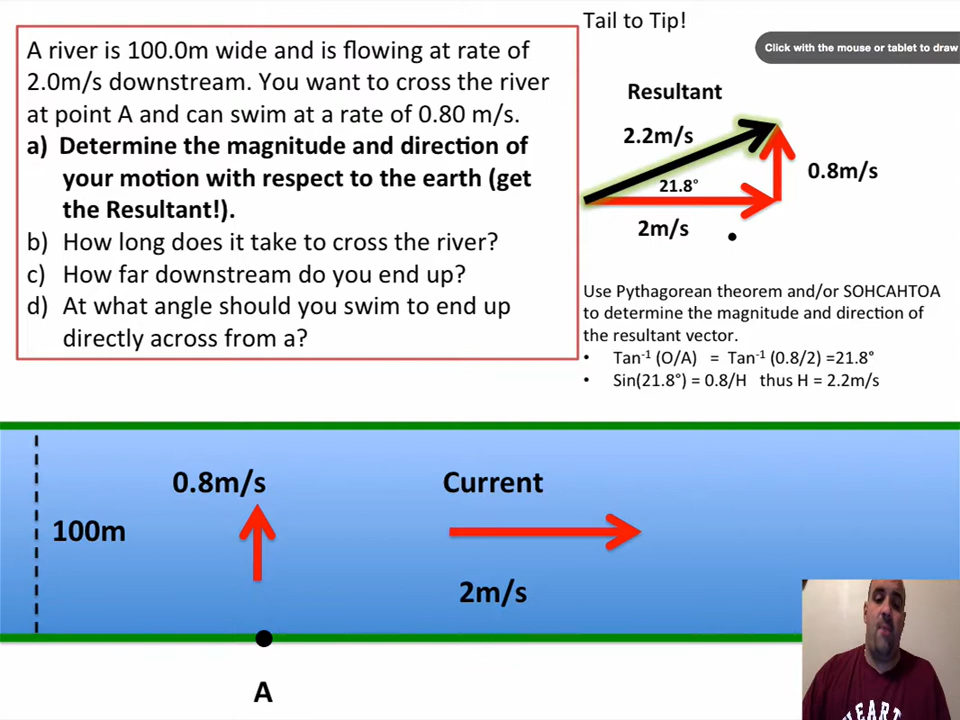 Tail to Tip!
A river is 100.0m wide and is flowing at rate of
2.0m/s downstream. You want to cross the river
at point A and can swim at a rate of 0.80 m/s.
a) Determine the magnitude and direction of
your motion with respect to the earth (get
the Resultant!).
b) How long does it take to cross the river?
c) How far downstream do you end up?
d) At what angle should you swim to end up
directly across from a?
Click with the mouse or tablet to draw
Resultant
2.2m/s
21.8°
0.8m/s
2m/s
Use Pythagorean theorem and/or SOHCAHTOA
to determine the magnitude and direction of
the resultant vector.
• Tan⁻¹ (O/A) = Tan⁻¹ (0.8/2) =21.8°
• Sin(21.8°) = 0.8/H thus H = 2.2m/s
0.8m/s
Current
100m
2m/s
A